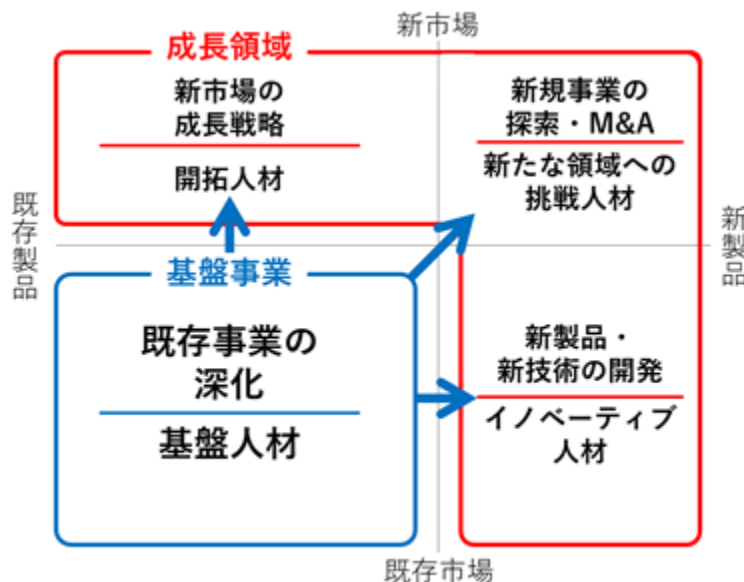 新市場
成長領域
新市場の
成長戦略
開拓人材
新規事業の
探索・M&A
新たな領域への
挑戦人材
既存製品
新製品
基盤事業
既存事業の
深化
基盤人材
新製品・
新技術の開発
イノベーティブ
人材
既存市場